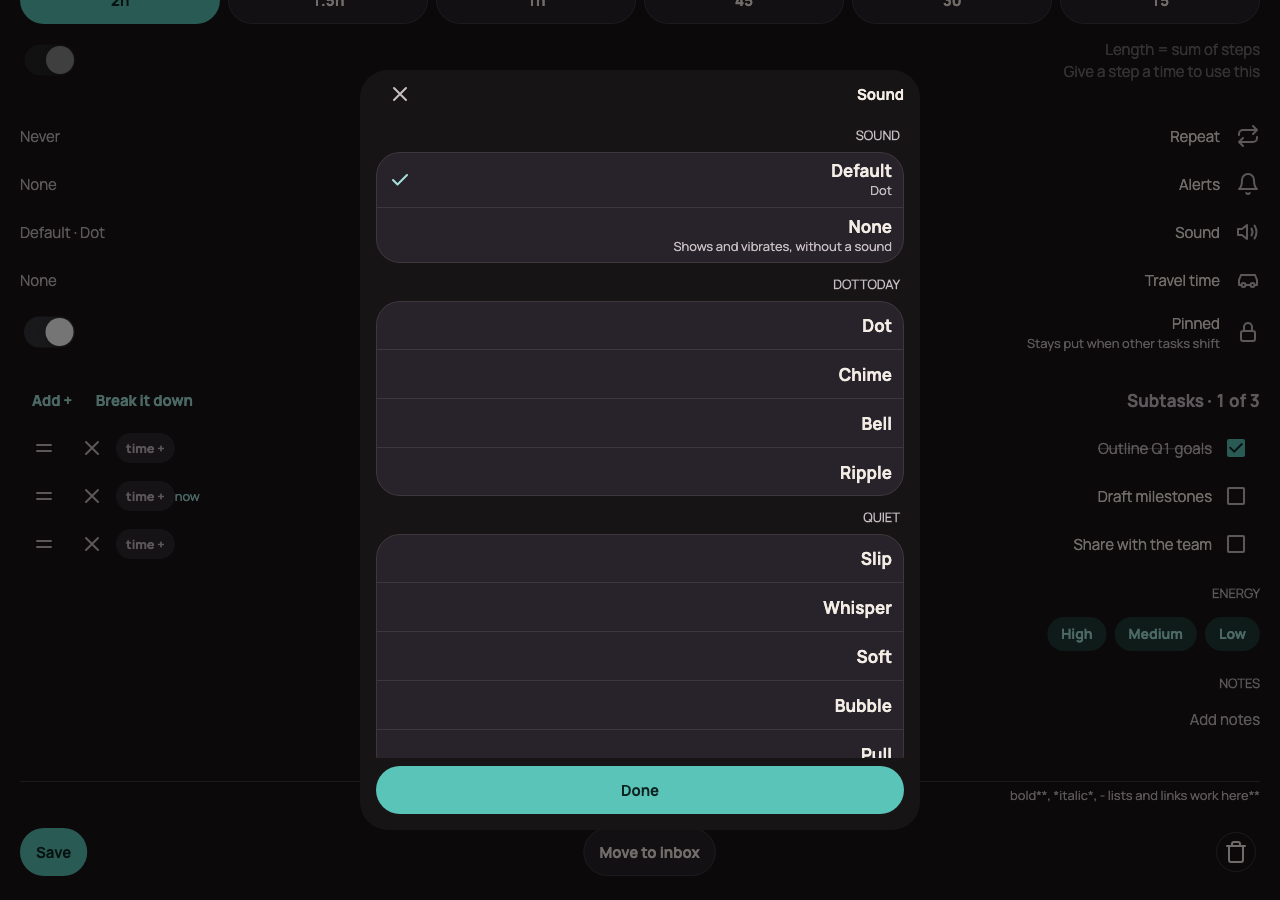 2h
1.5h
1h
45
30
15
Length = sum of steps
Give a step a time to use this
Repeat
Never
Alerts
None
Sound
Default · Dot
Travel time
None
Pinned
Stays put when other tasks shift
Subtasks · 1 of 3
Break it down
Add +
Outline Q1 goals
time +
Draft milestones
time +
now
Share with the team
time +
ENERGY
High
Medium
Low
NOTES
Add notes
bold**, *italic*, - lists and links work here**
Save
Move to inbox
Sound
SOUND
Default
Dot
None
Shows and vibrates, without a sound
DOTTODAY
Dot
Chime
Bell
Ripple
QUIET
Slip
Whisper
Soft
Bubble
Pull
Done